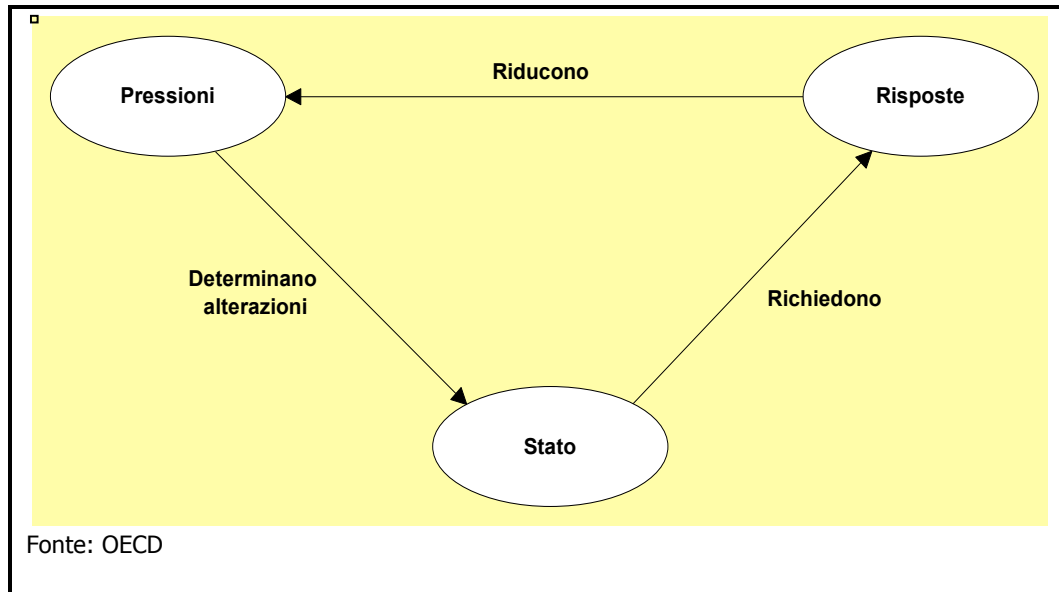 Riducono
Pressioni
Risposte
Determinano
alterazioni
Richiedono
Stato
Fonte: OECD